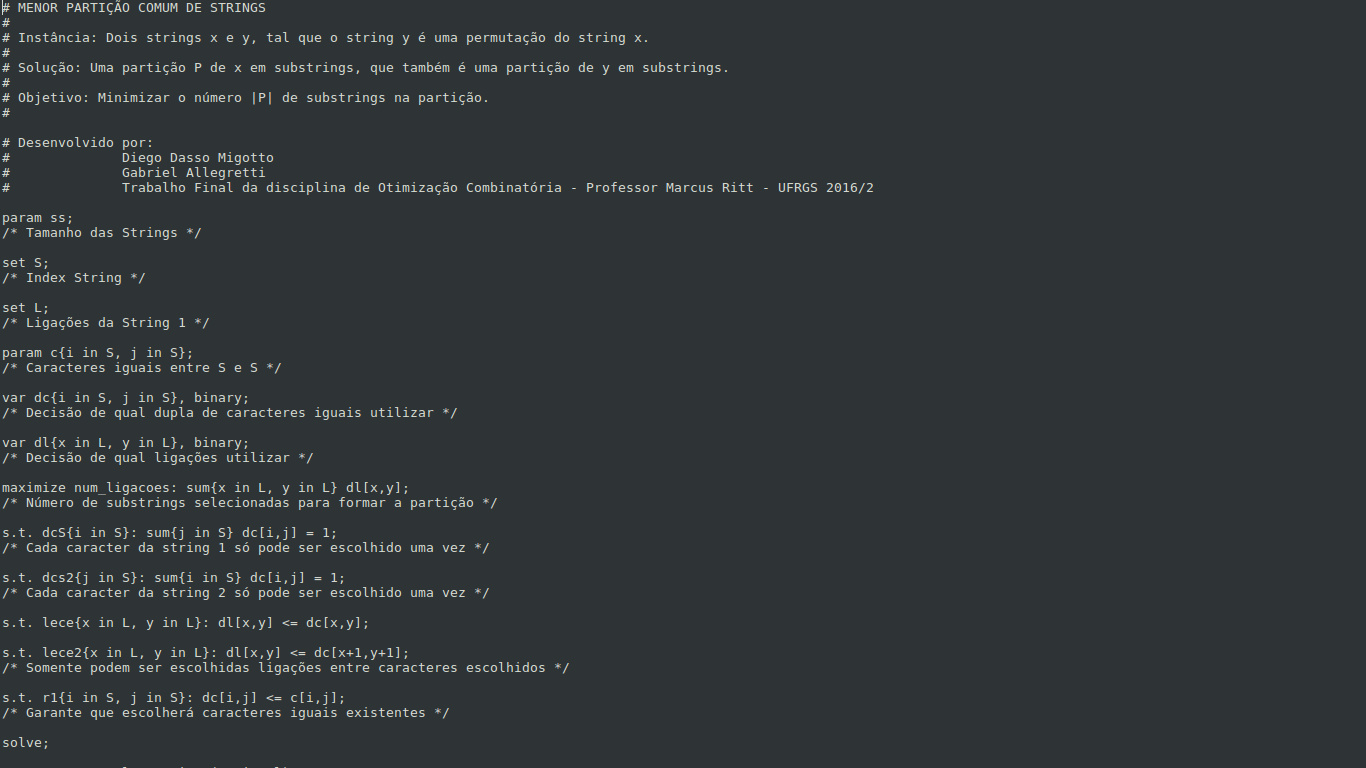 # MENOR PARTIÇÃO COMUM DE STRINGS
#
# Instância: Dois strings x e y, tal que o string y é uma permutação do string x.
#
# Solução: Uma partição P de x em substrings, que também é uma partição de y em substrings.
#
# Objetivo: Minimizar o número |P| de substrings na partição.
#
# Desenvolvido por:
# Diego Dasso Migotto
# Gabriel Allegretti
# Trabalho Final da disciplina de Otimização Combinatória - Professor Marcus Ritt - UFRGS 2016/2
param ss;
/* Tamanho das Strings */
set S;
/* Index String */
set L;
/* Ligações da String 1 */
param c{i in S, j in S};
/* Caracteres iguais entre S e S */
var dc{i in S, j in S}, binary;
/* Decisão de qual dupla de caracteres iguais utilizar */
var dl{x in L, y in L}, binary;
/* Decisão de qual ligações utilizar */
maximize num_ligacoes: sum{x in L, y in L} dl[x,y];
/* Número de substrings selecionadas para formar a partição */
s.t. dcS{i in S}: sum{j in S} dc[i,j] = 1;
/* Cada caracter da string 1 só pode ser escolhido uma vez */
s.t. dcs2{j in S}: sum{i in S} dc[i,j] = 1;
/* Cada caracter da string 2 só pode ser escolhido uma vez */
s.t. lece{x in L, y in L}: dl[x,y] <= dc[x,y];
s.t. lece2{x in L, y in L}: dl[x,y] <= dc[x+1,y+1];
/* Somente podem ser escolhidas ligações entre caracteres escolhidos */
s.t. r1{i in S, j in S}: dc[i,j] <= c[i,j];
/* Garante que escolherá caracteres iguais existentes */
solve;